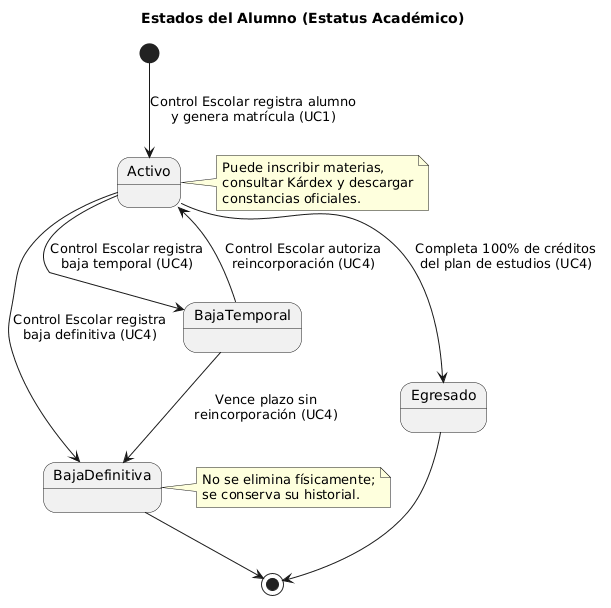 Estados del Alumno (Estatus Académico)
Control Escolar registra alumno
y genera matrícula (UC1)
Activo
Puede inscribir materias,
consultar Kárdex y descargar
constancias oficiales.
Control Escolar registra
baja temporal (UC4)
Control Escolar autoriza
reincorporación (UC4)
Completa 100% de créditos
del plan de estudios (UC4)
Control Escolar registra
baja definitiva (UC4)
BajaTemporal
Vence plazo sin
reincorporación (UC4)
Egresado
BajaDefinitiva
No se elimina físicamente;
se conserva su historial.